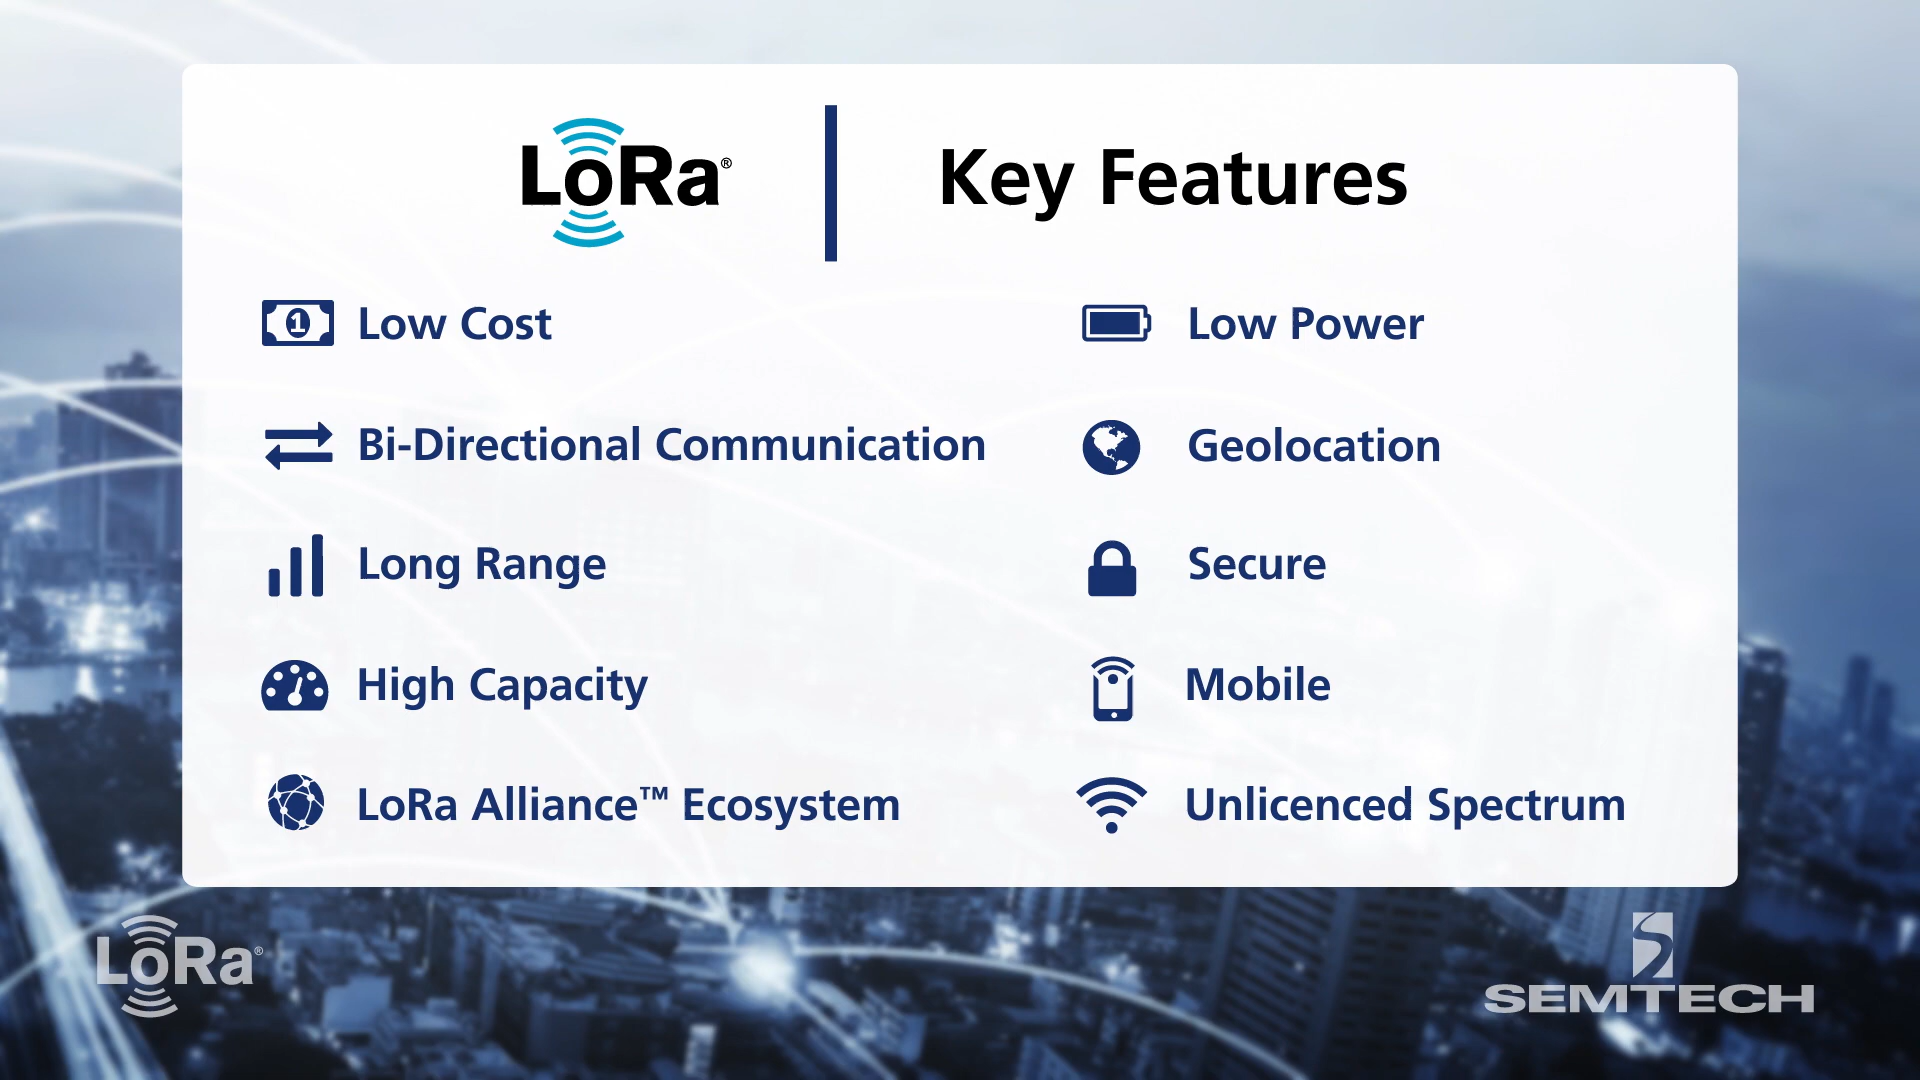 LoRa®
Key Features
Low Cost
Low Power
Bi-Directional Communication
Geolocation
Long Range
Secure
High Capacity
Mobile
LoRa Alliance™ Ecosystem
Unlicenced Spectrum
LoRa®
SEMTECH